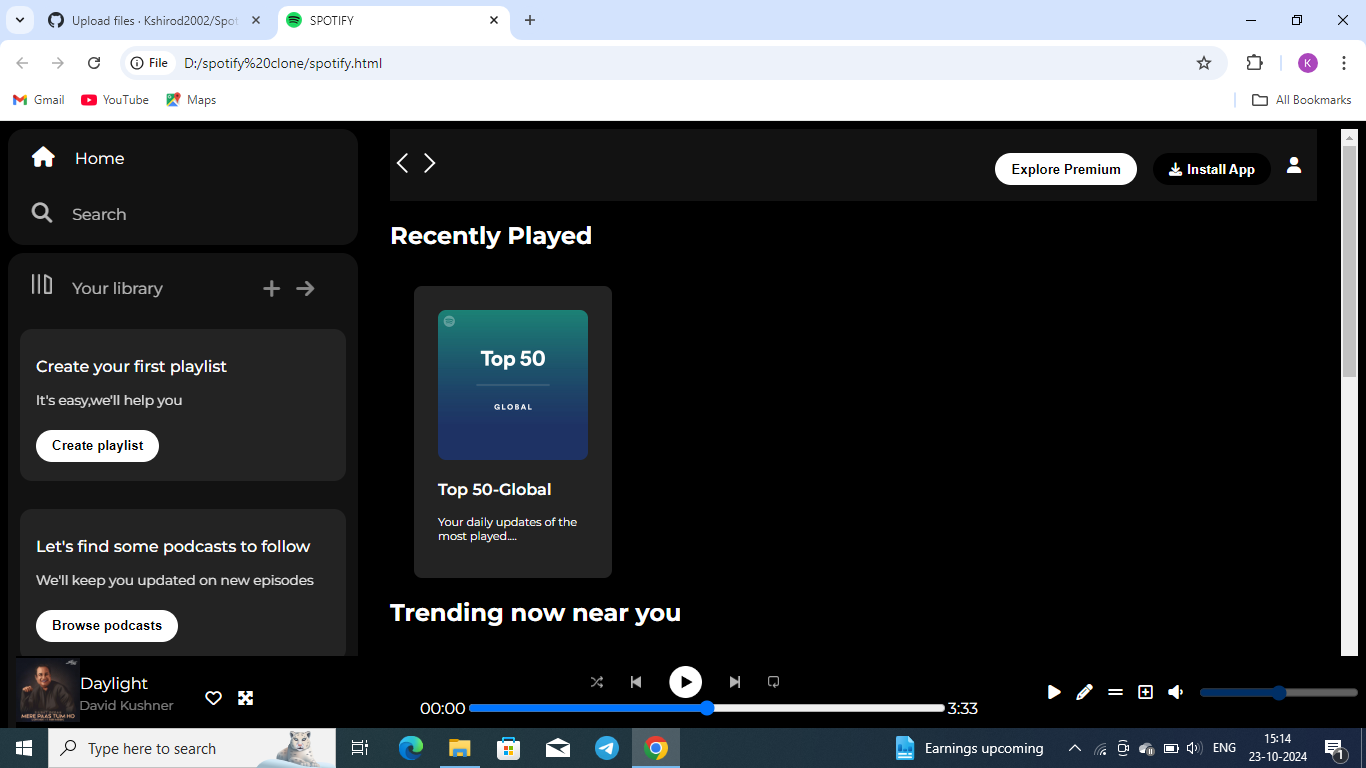 Upload files · Kshirod2002/Spot
SPOTIFY
File
D:/spotify%20clone/spotify.html
K
Gmail
YouTube
Maps
All Bookmarks
Home
Search
Your library
Create your first playlist
It's easy,we'll help you
Create playlist
Let's find some podcasts to follow
We'll keep you updated on new episodes
Browse podcasts
Explore Premium
Install App
Recently Played
Top 50
GLOBAL
Top 50-Global
Your daily updates of the
most played....
Trending now near you
MERE PAAS TUM HO
Daylight
David Kushner
00:00
3:33
Type here to search
Earnings upcoming
ENG
15:14
23-10-2024
1